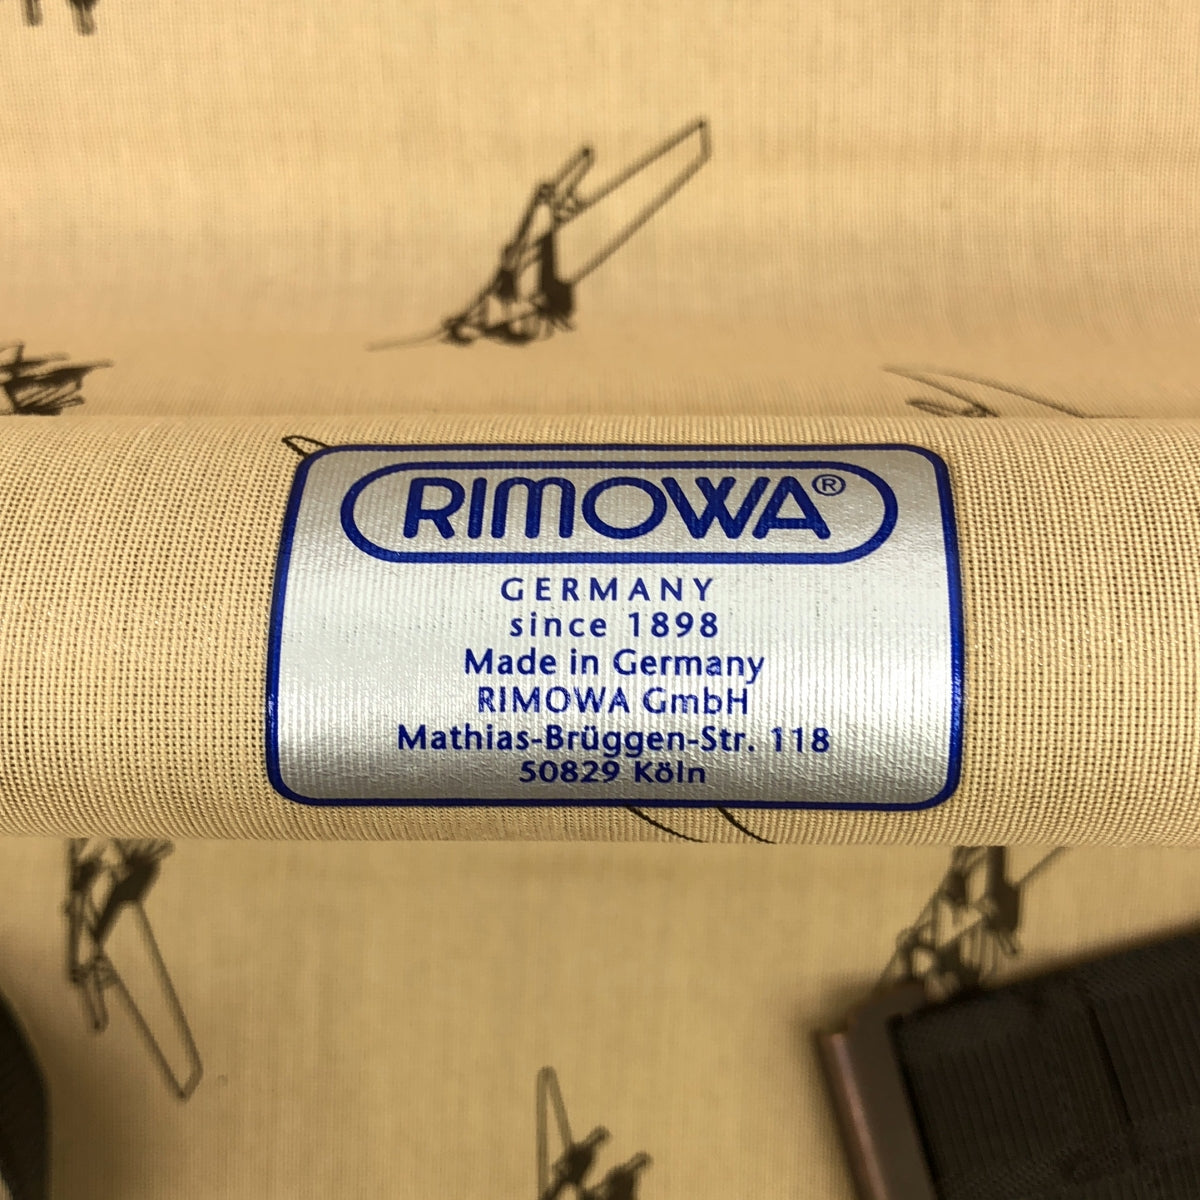 RIMOWA®
GERMANY
since 1898
Made in Germany
RIMOWA GmbH
Mathias-Brüggen-Str. 118
50829 Köln